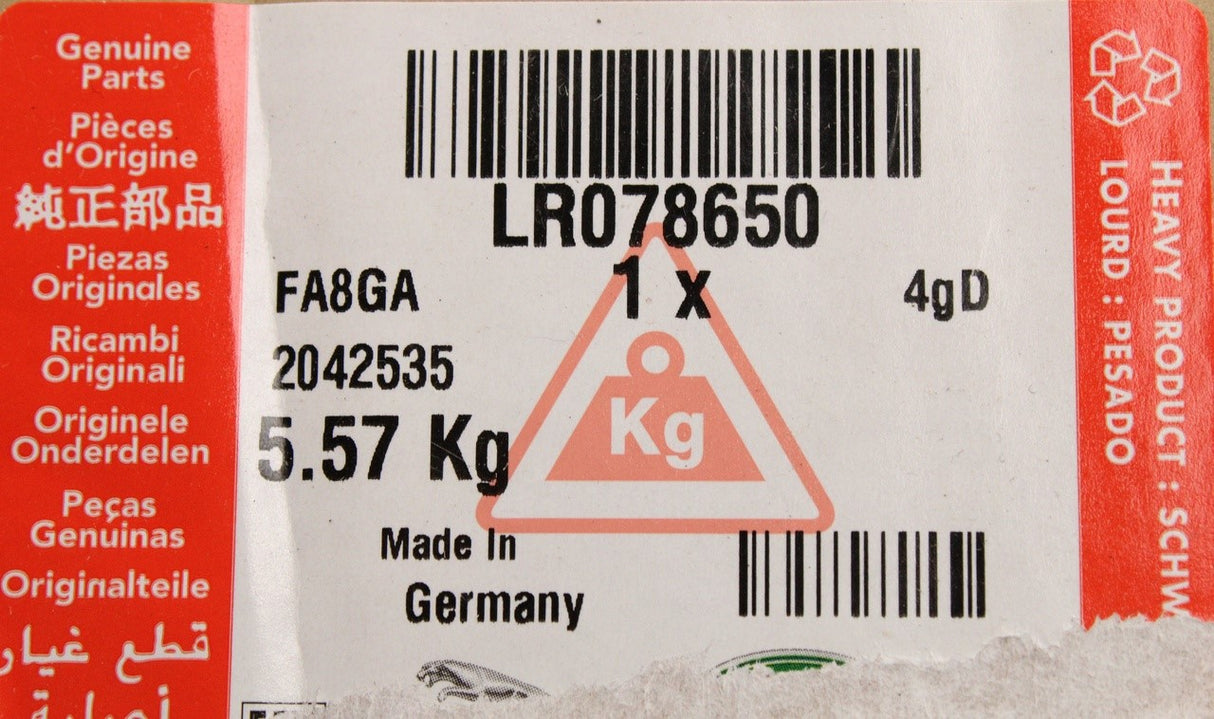 Genuine
Parts
Pièces
d'Origine
純正部品
Piezas
Originales
Ricambi
Originali
Originele
Onderdelen
Peças
Genuinas
Originalteile
قطع غيار
أصلية
LR078650
FA8GA
1 x
4gD
2042535
5.57 Kg
Kg
Made In
Germany
HEAVY PRODUCT : SCHW
LOURD : PESADO